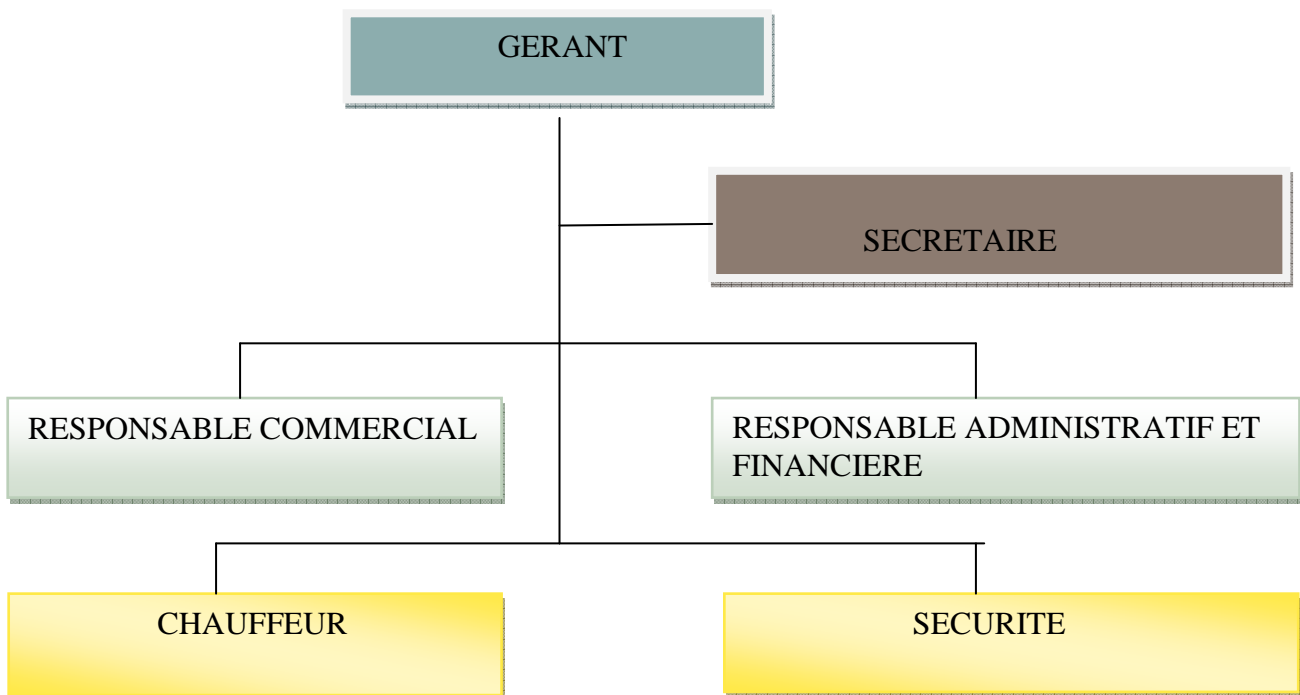 GERANT
SECRETAIRE
RESPONSABLE COMMERCIAL
RESPONSABLE ADMINISTRATIF ET
FINANCIERE
CHAUFFEUR
SECURITE